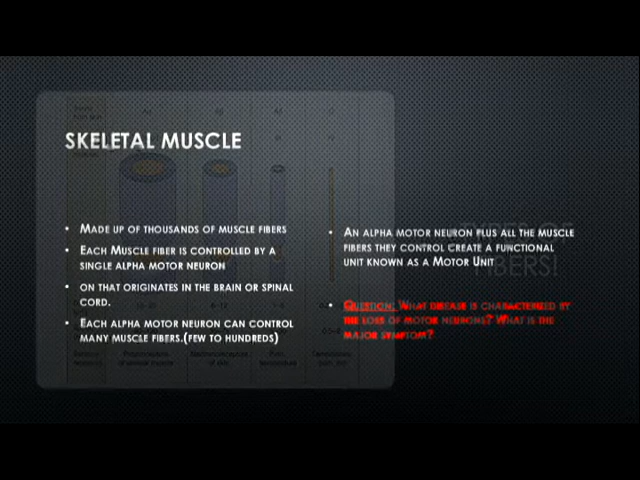 SKELETAL MUSCLE
• MADE UP OF THOUSANDS OF MUSCLE FIBERS
• EACH MUSCLE FIBER IS CONTROLLED BY A
SINGLE ALPHA MOTOR NEURON
• ON THAT ORIGINATES IN THE BRAIN OR SPINAL
CORD.
• EACH ALPHA MOTOR NEURON CAN CONTROL
MANY MUSCLE FIBERS.(FEW TO HUNDREDS)
• AN ALPHA MOTOR NEURON PLUS ALL THE MUSCLE
FIBERS THEY CONTROL CREATE A FUNCTIONAL
UNIT KNOWN AS A MOTOR UNIT
• QUESTION: WHAT DISEASE IS CHARACTERIZED BY
THE LOSS OF MOTOR NEURONS? WHAT IS THE
MAJOR SYMPTOM?
OF
FIBERS!